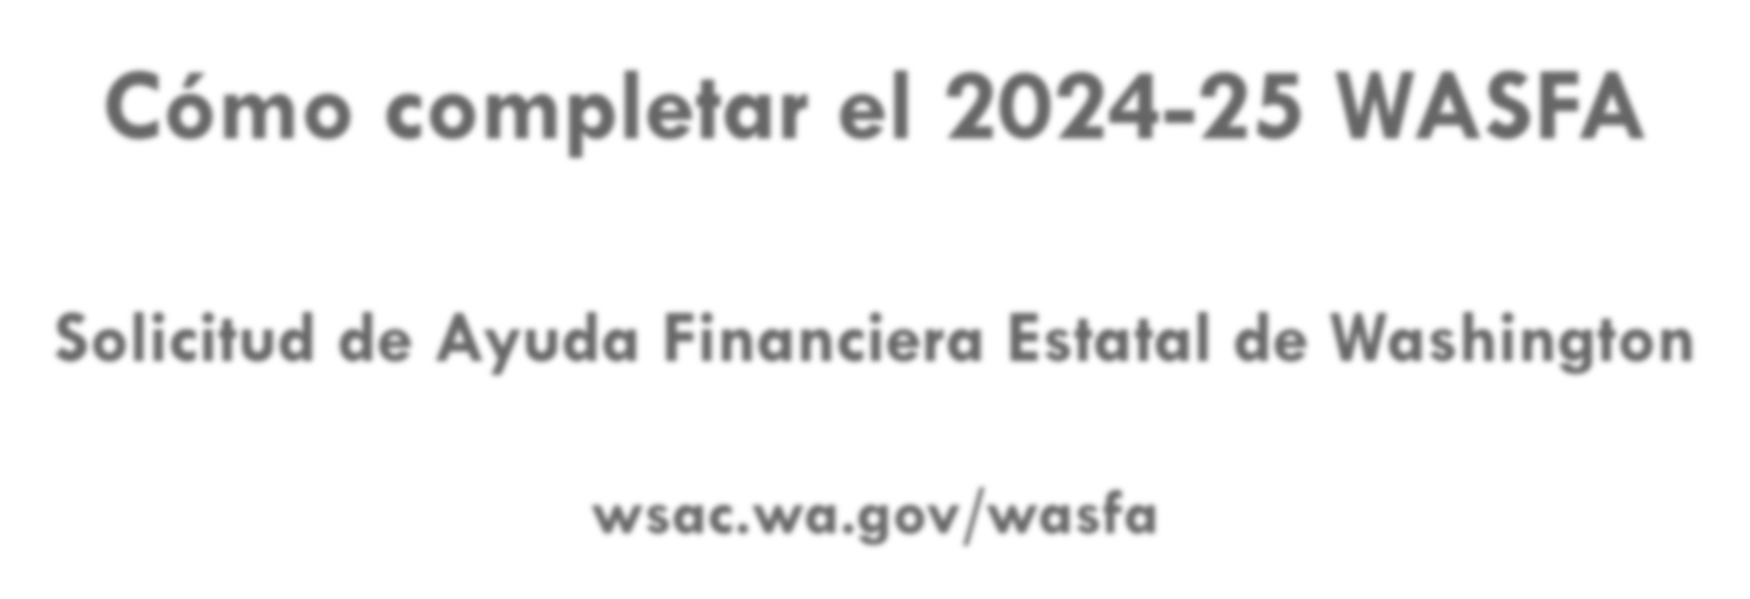 Cómo completar el 2024-25 WASFA
Solicitud de Ayuda Financiera Estatal de Washington
wsac.wa.gov/wasfa